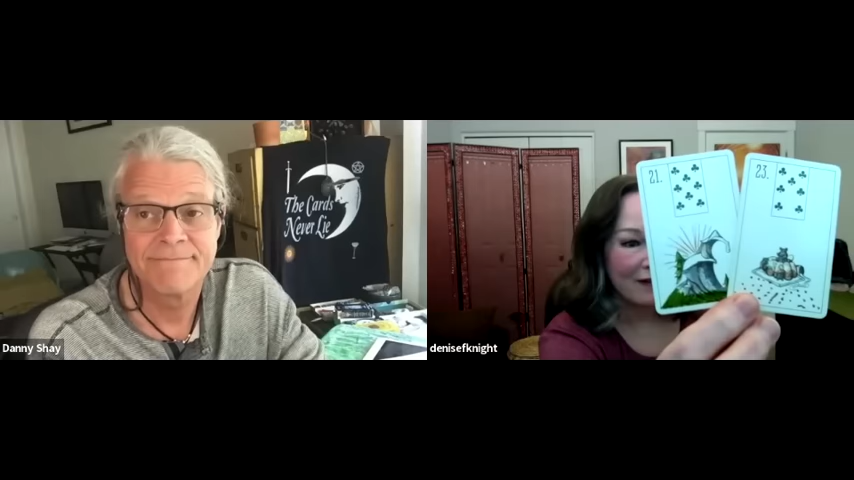 The Cards
Never Lie
21.
23.
Danny Shay
denisefknight